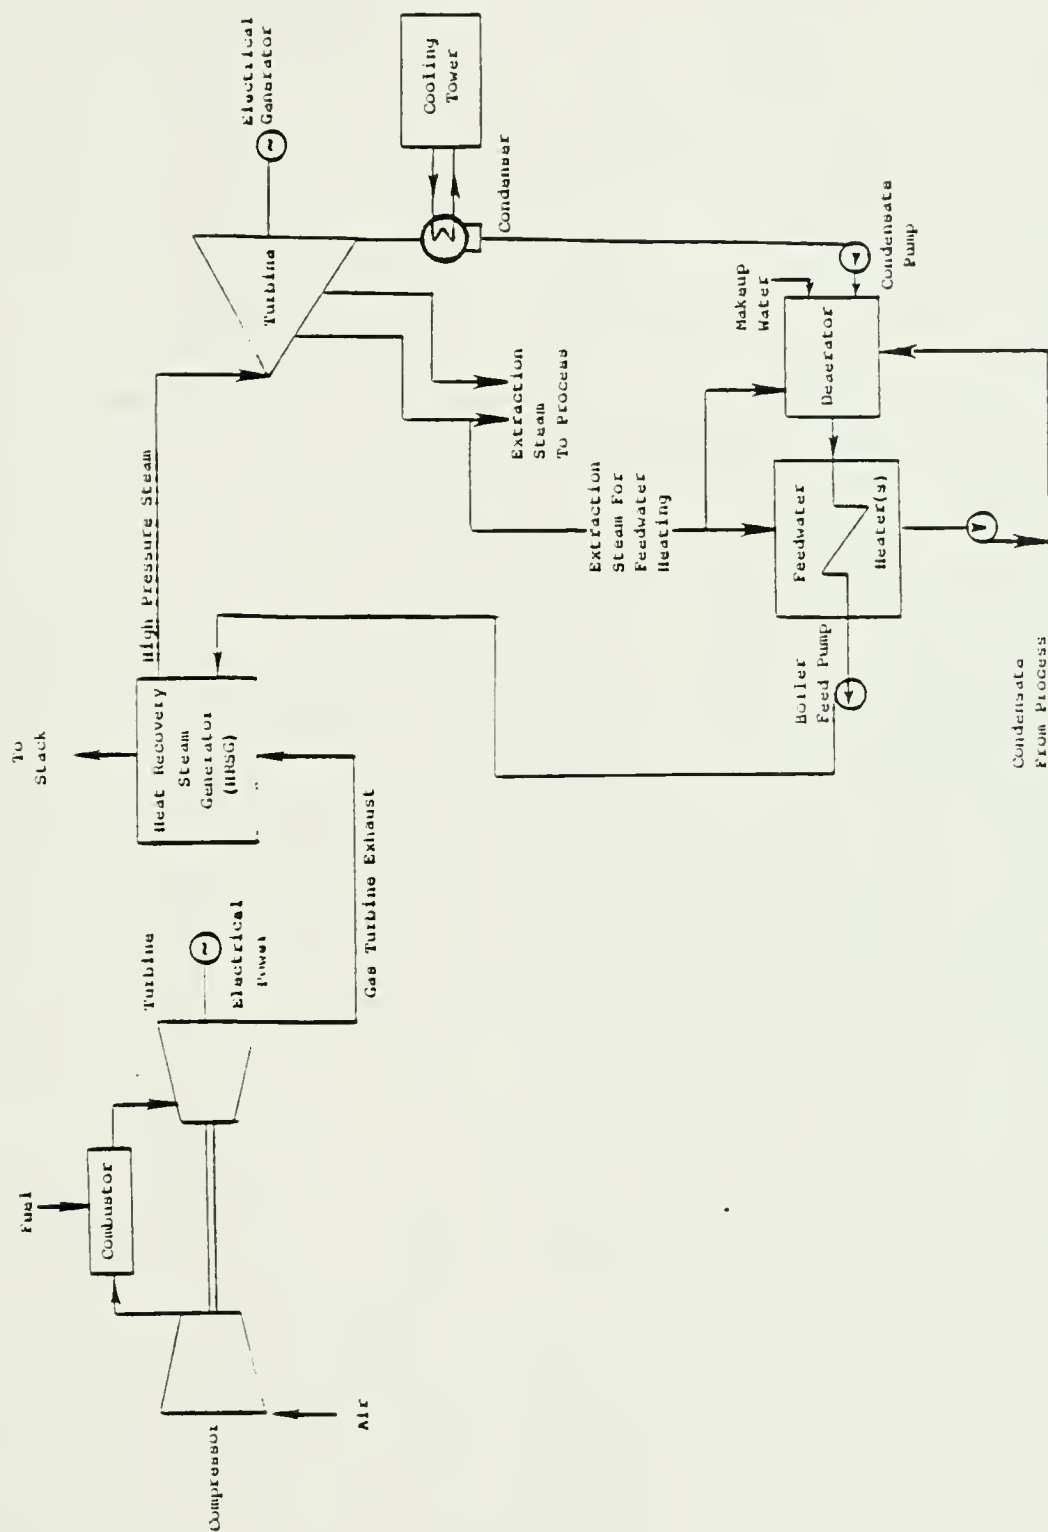 Fuel
Combustor
Compressor
Air
Turbine
Electrical
Power
Gas Turbine Exhaust
To
Stack
Heat Recovery
Steam
Generator
(HRSG)
High Pressure Steam
Turbine
Electrical
Generator
Cooling
Tower
Condenser
Extraction
Steam
To Process
Extraction
Steam For
Feedwater
Heating
Makeup
Water
Condensate
Pump
Deaerator
Feedwater
Heater(s)
Boiler
Feed Pump
Condensate
From Process